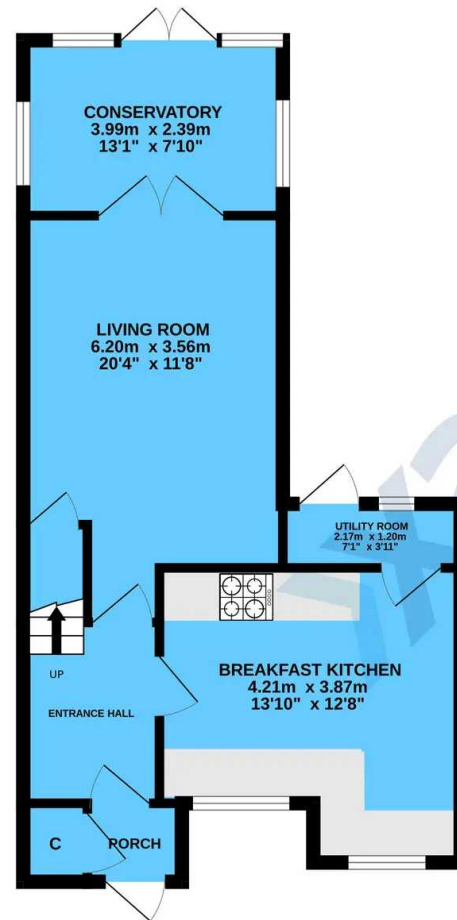 CONSERVATORY
3.99m x 2.39m
13'1" x 7'10"
LIVING ROOM
6.20m x 3.56m
20'4" x 11'8"
UTILITY ROOM
2.17m x 1.20m
7'1" x 3'11"
BREAKFAST KITCHEN
4.21m x 3.87m
13'10" x 12'8"
UP
ENTRANCE HALL
C
PORCH